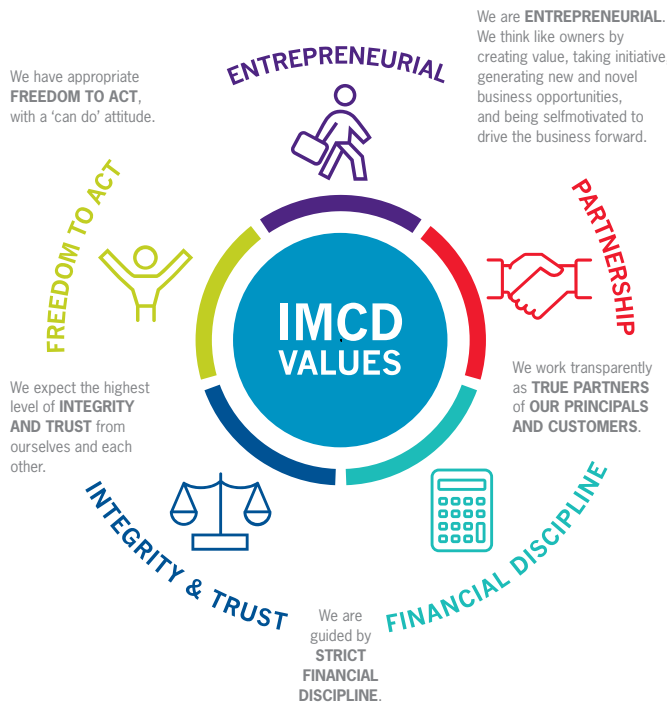 We are ENTREPRENEURIAL.
We think like owners by
creating value, taking initiative
generating new and novel
business opportunities,
and being selfmotivated to
drive the business forward.
ENTREPRENEURIAL
We have appropriate
FREEDOM TO ACT,
with a ‘can do’ attitude.
FREEDOM TO ACT
PARTNERSHIP
IMCD
VALUES
We work transparently
as TRUE PARTNERS
of OUR PRINCIPALS
AND CUSTOMERS.
We expect the highest
level of INTEGRITY
AND TRUST from
ourselves and each
other.
INTEGRITY & TRUST
FINANCIAL DISCIPLINE
We are
guided by
STRICT
FINANCIAL
DISCIPLINE.